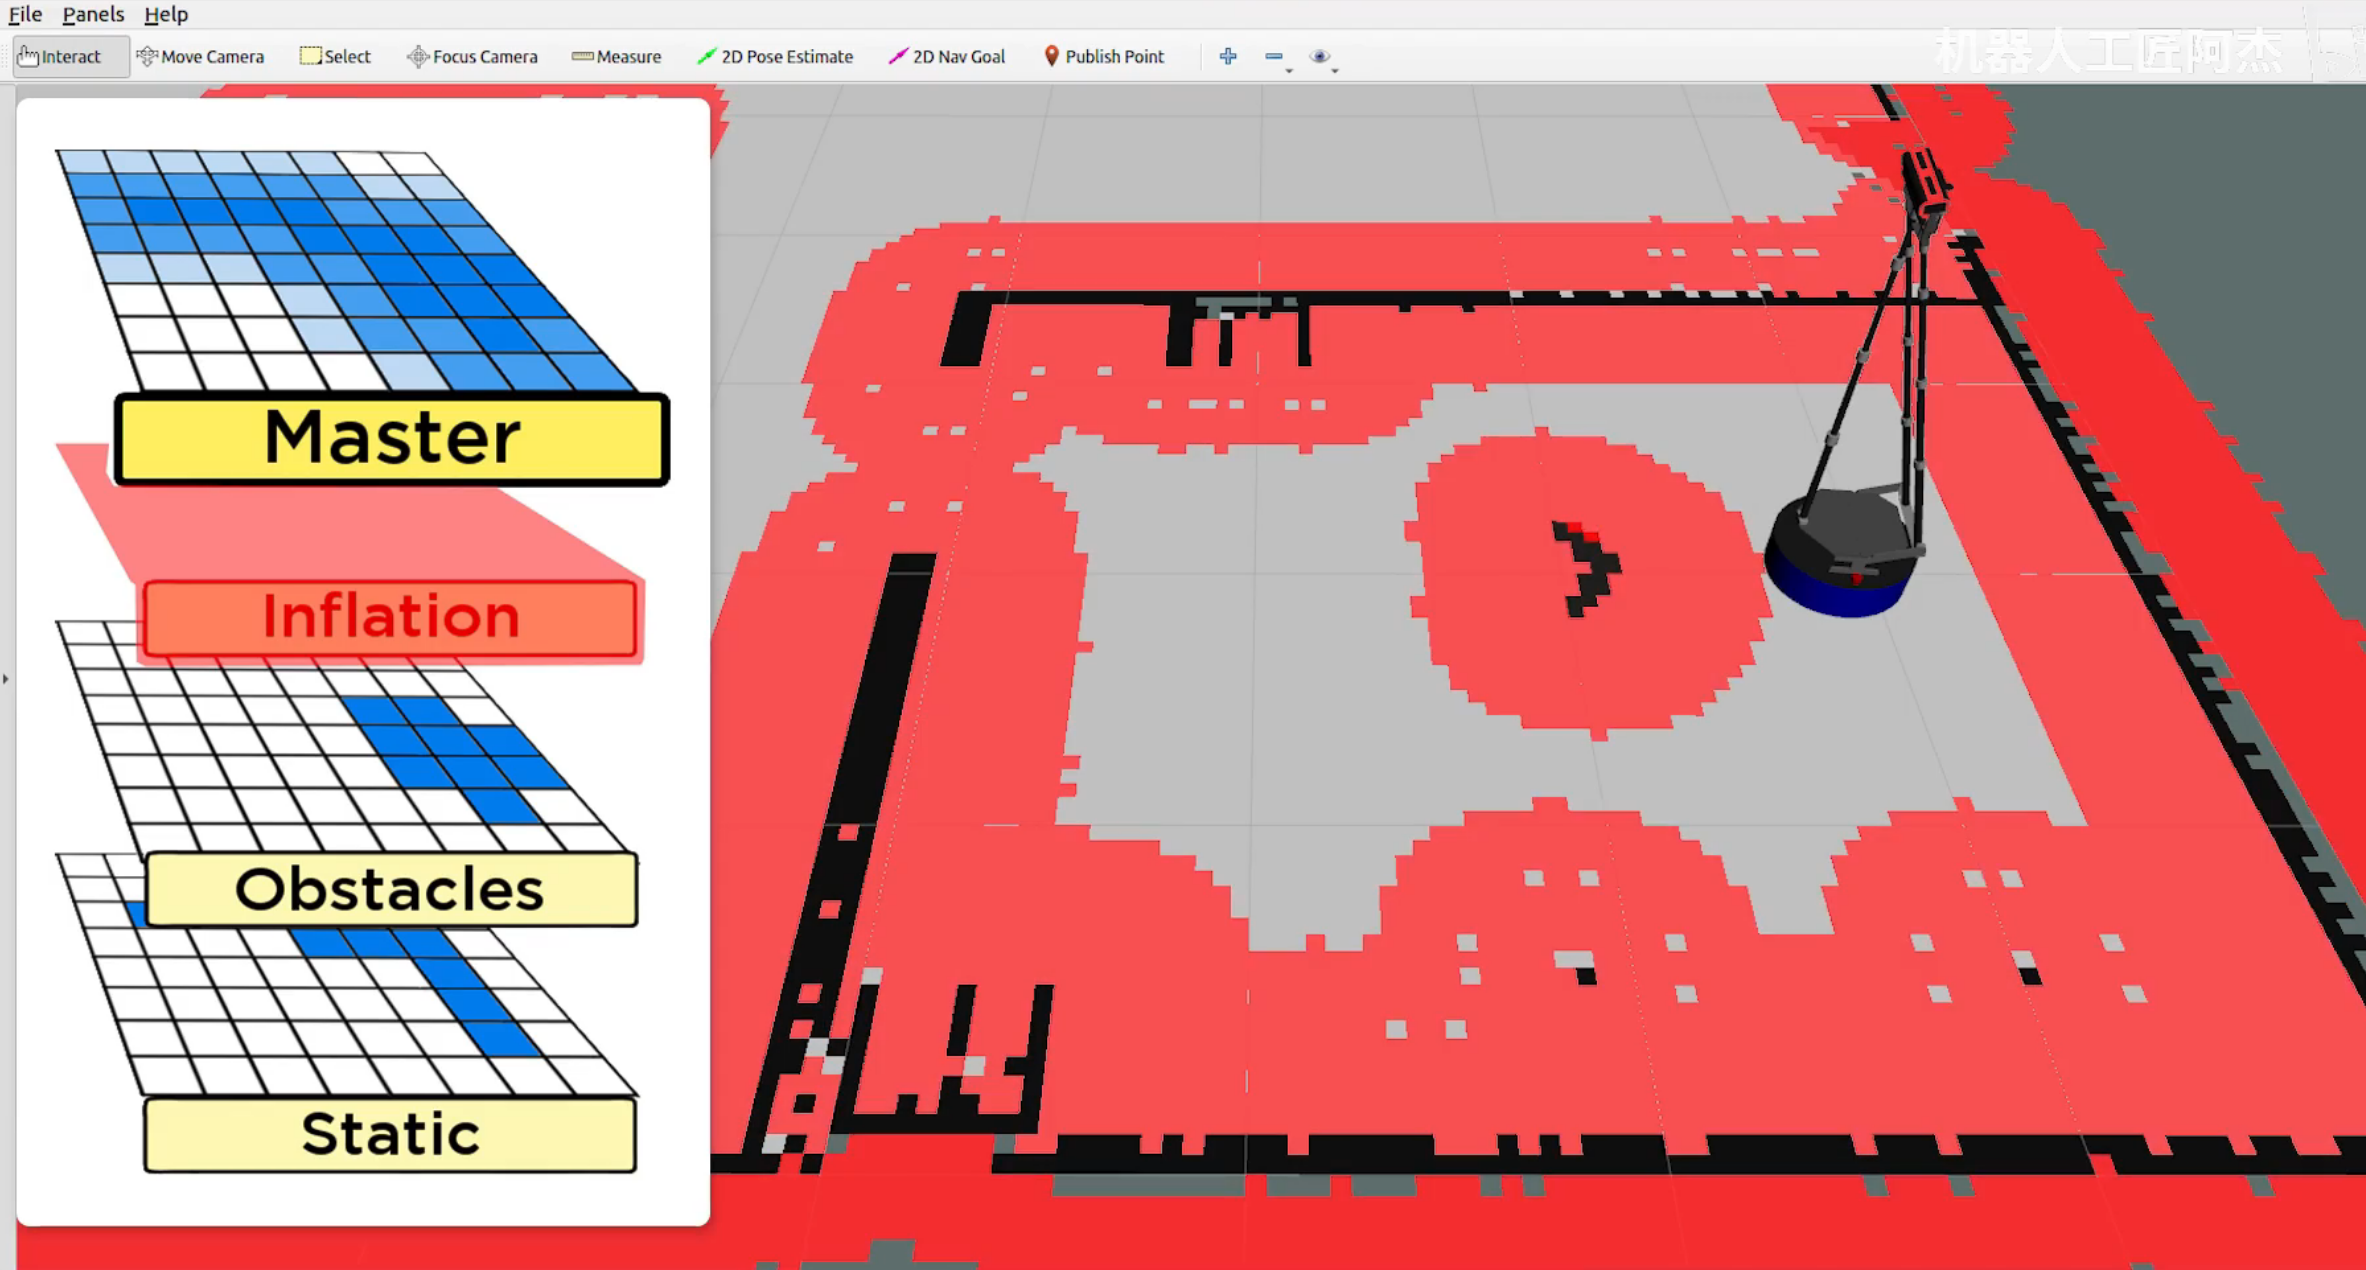 File Panels Help
Interact Move Camera Select Focus Camera Measure 2D Pose Estimate 2D Nav Goal Publish Point
机器人工匠阿杰
Master
Inflation
Obstacles
Static